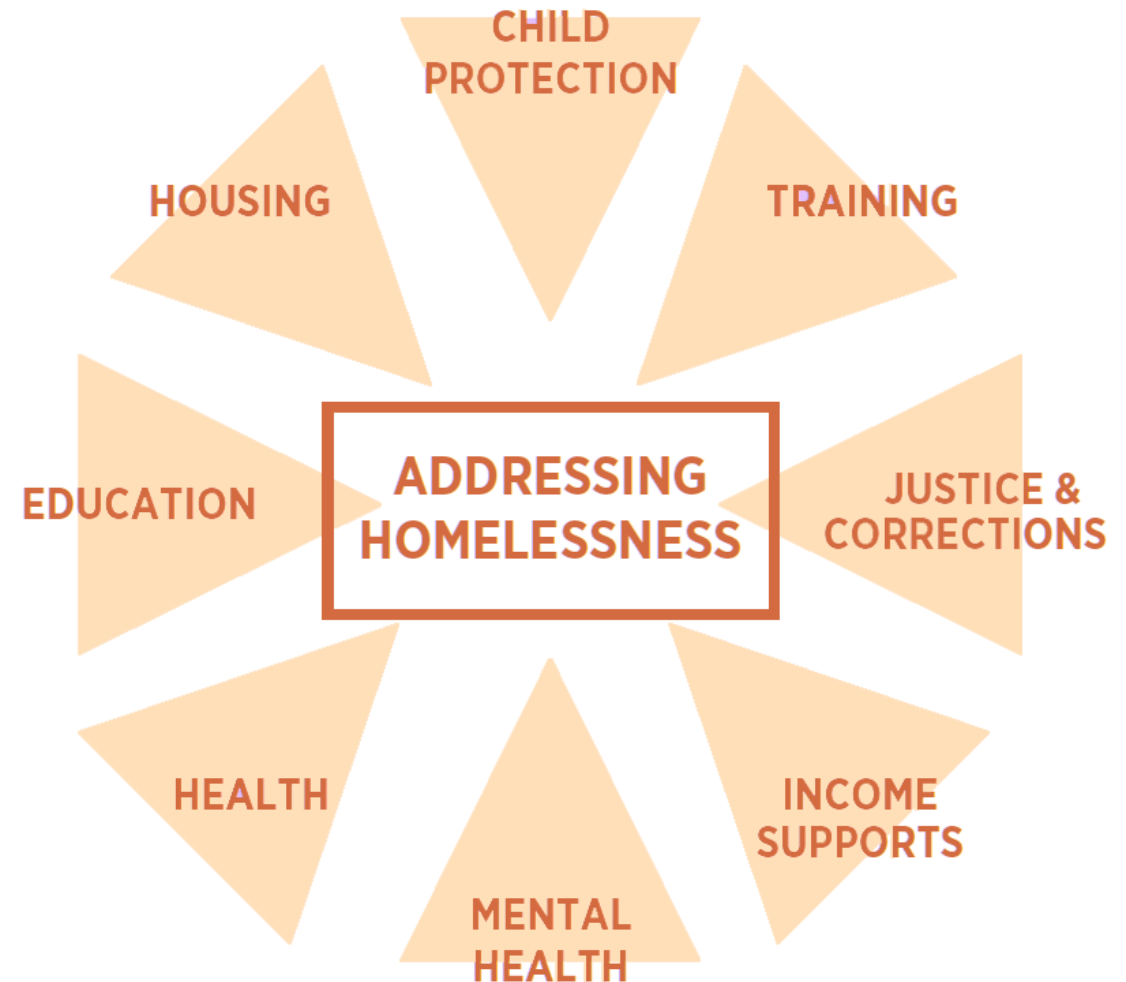 CHILD
PROTECTION
HOUSING
TRAINING
EDUCATION
ADDRESSING
HOMELESSNESS
JUSTICE &
CORRECTIONS
HEALTH
INCOME
SUPPORTS
MENTAL
HEALTH